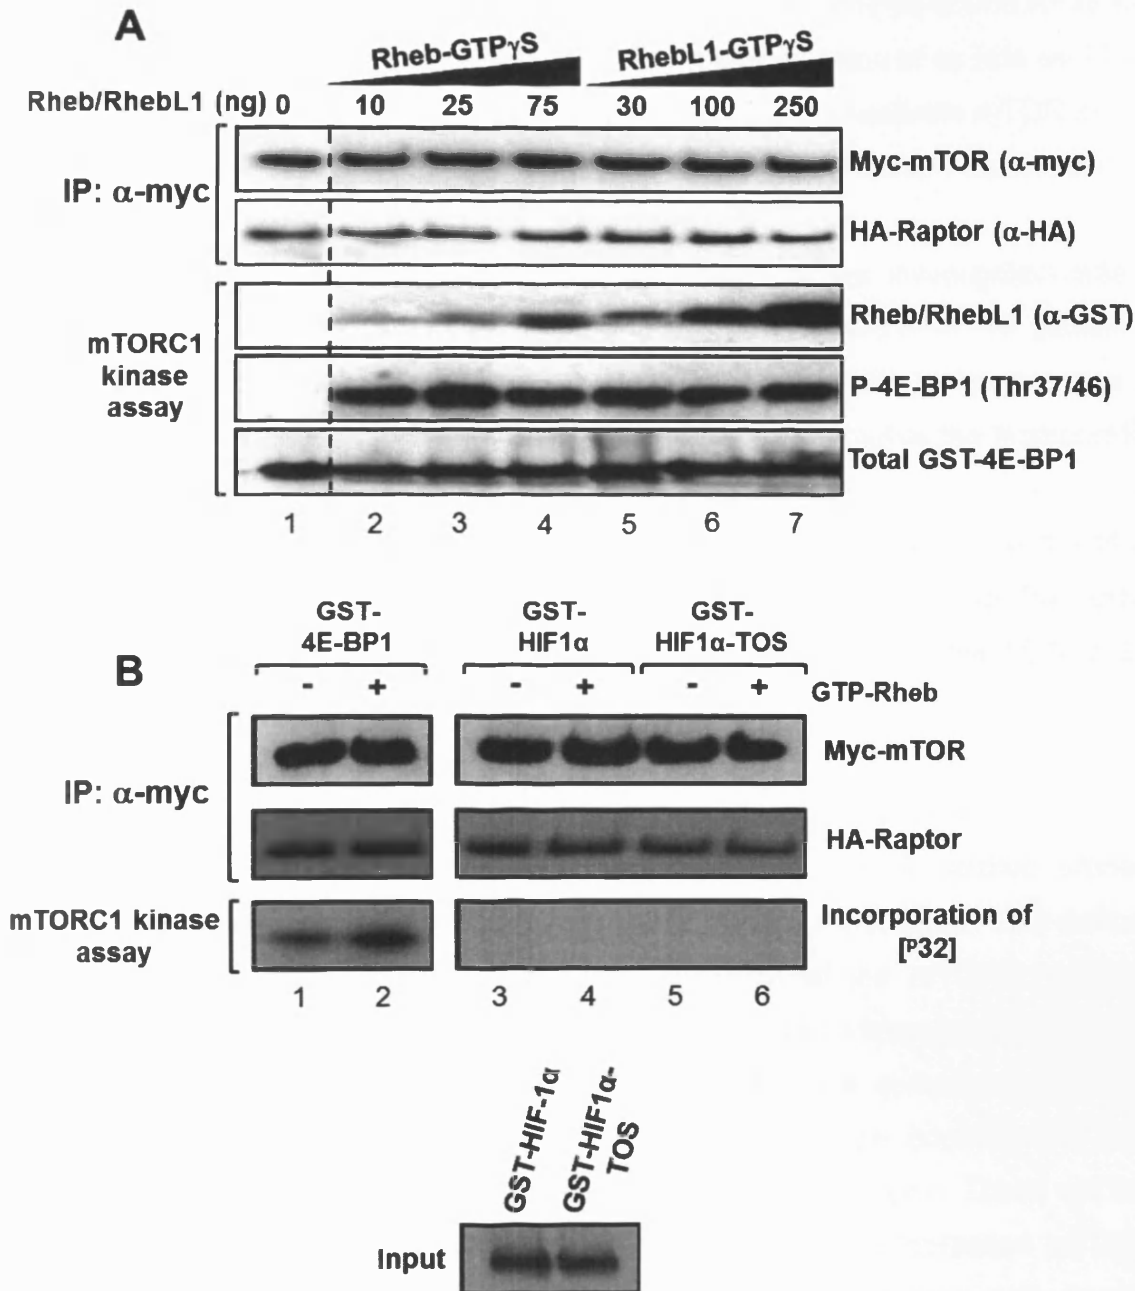 A
Rheb-GTPγS RhebL1-GTPγS
Rheb/RhebL1 (ng) 0 10 25 75 30 100 250
IP: α-myc
Myc-mTOR (α-myc)
HA-Raptor (α-HA)
mTORC1 kinase assay
Rheb/RhebL1 (α-GST)
P-4E-BP1 (Thr37/46)
Total GST-4E-BP1
1 2 3 4 5 6 7
B
GST-4E-BP1
GST-HIF1α
GST-HIF1α-TOS
- + - + - + GTP-Rheb
IP: α-myc
Myc-mTOR
HA-Raptor
mTORC1 kinase assay
Incorporation of
[P32]
1 2 3 4 5 6
GST-HIF-1α
GST-HIF1α-TOS
Input